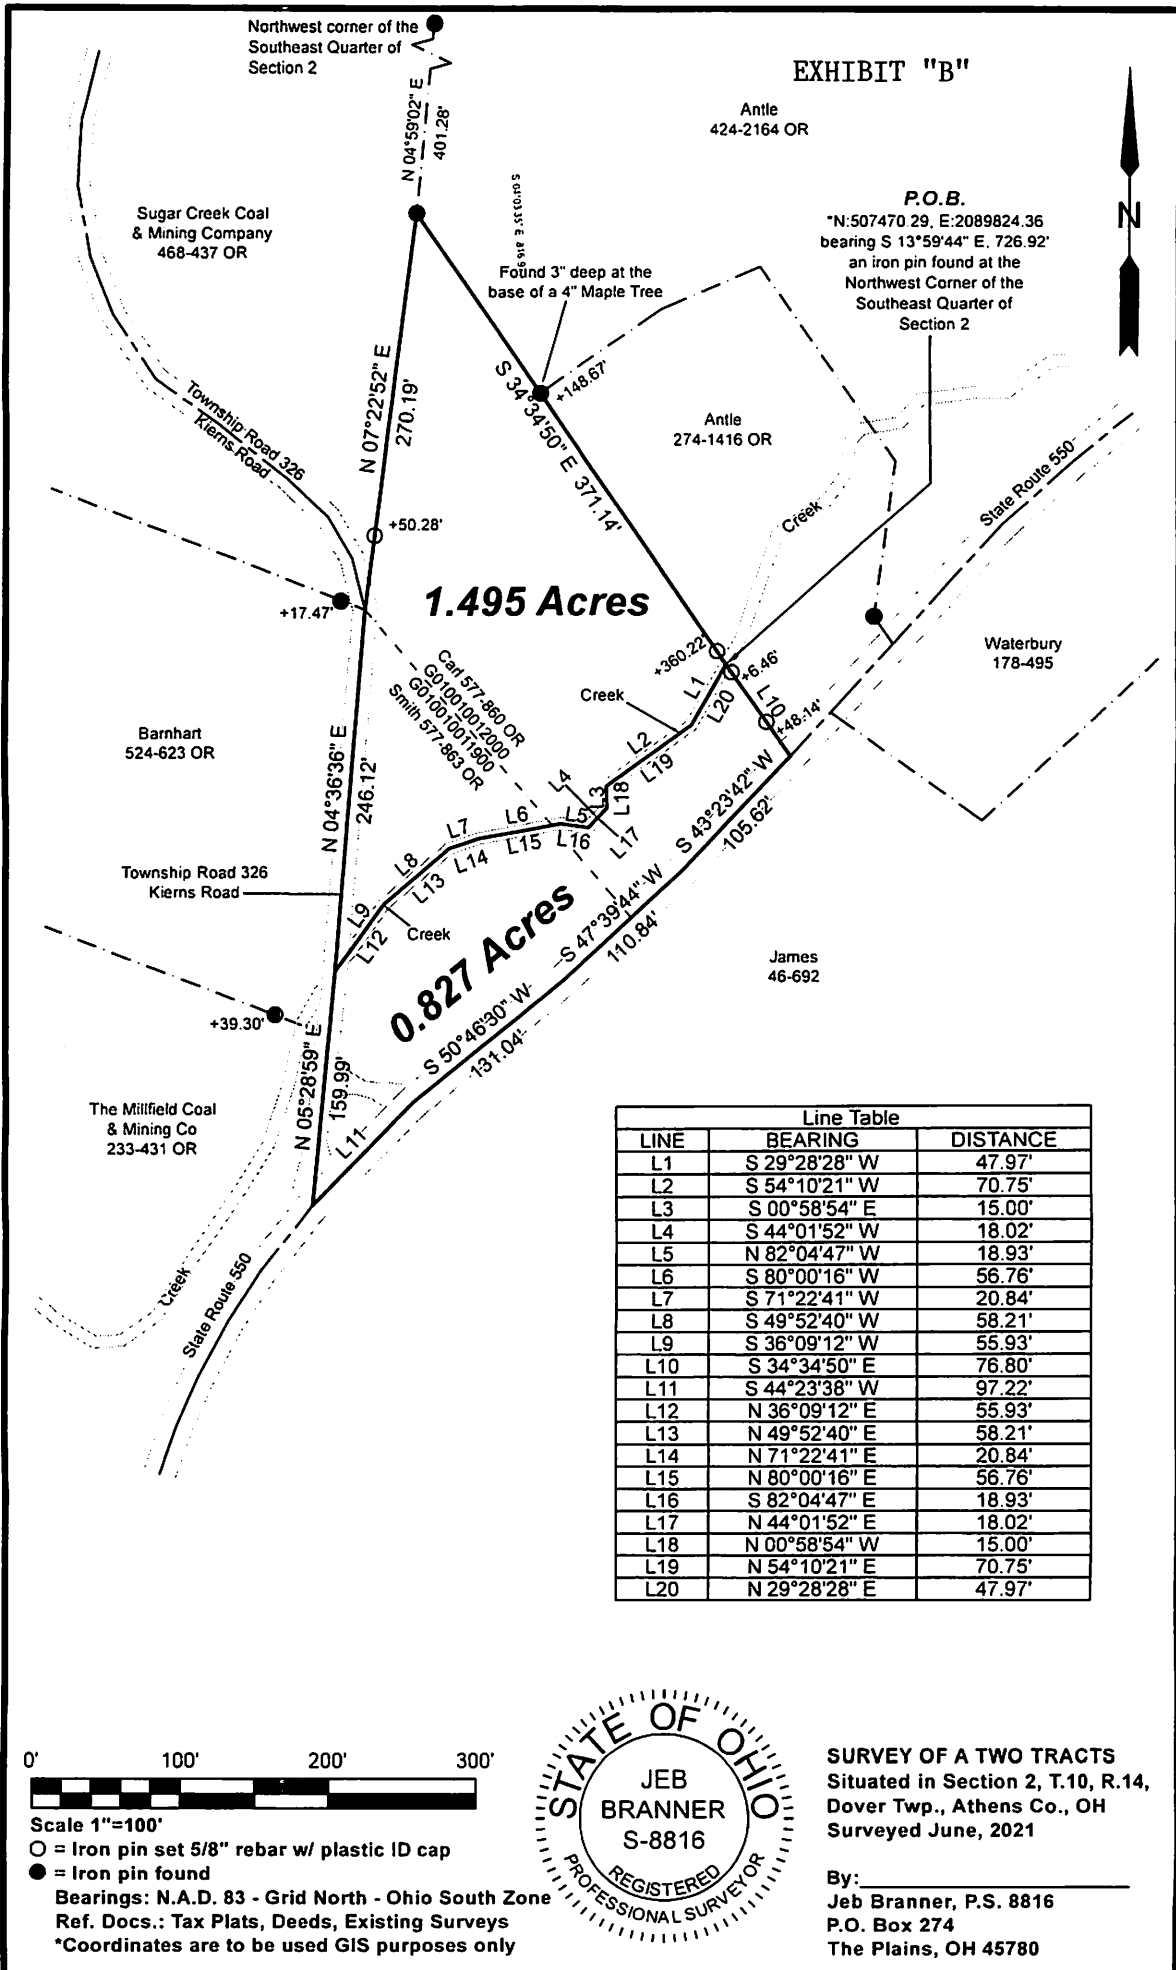 Northwest corner of the
Southeast Quarter of
Section 2
EXHIBIT "B"
Antle
424-2164 OR
N 04°59'02" E
401.28'
P.O.B.
*N:507470.29, E:2089824.36
bearing S 13°59'44" E, 726.92'
an iron pin found at the
Northwest Corner of the
Southeast Quarter of
Section 2
N
Sugar Creek Coal
& Mining Company
468-437 OR
Found 3" deep at the
base of a 4" Maple Tree
+148.67'
S 34°34'50" E 371.14'
N 07°22'52" E
270.19'
Antle
274-1416 OR
Township Road 326
Kierns Road
Creek
State Route 550
+50.28'
1.495 Acres
+17.47'
+360.22'
+6.46'
Waterbury
178-495
Carl 577-860 OR
G010010012000
G010010011900
Smith 577-863 OR
Creek
L1
L20
L10
+48.14'
Barnhart
524-623 OR
N 04°36'36" E
246.12'
L2
L19
L4
L3
L18
L5
L16
L17
L6
L15
L7
L14
L8
L13
L9
L12
S 43°23'42" W
105.62'
Township Road 326
Kierns Road
Creek
0.827 Acres
S 47°39'44" W
110.84'
James
46-692
+39.30'
S 50°46'30" W
131.04'
N 05°28'59" E
159.99'
L11
The Millfield Coal
& Mining Co
233-431 OR
Creek
State Route 550
Line Table
LINE BEARING DISTANCE
L1 S 29°28'28" W 47.97'
L2 S 54°10'21" W 70.75'
L3 S 00°58'54" E 15.00'
L4 S 44°01'52" W 18.02'
L5 N 82°04'47" W 18.93'
L6 S 80°00'16" W 56.76'
L7 S 71°22'41" W 20.84'
L8 S 49°52'40" W 58.21'
L9 S 36°09'12" W 55.93'
L10 S 34°34'50" E 76.80'
L11 S 44°23'38" W 97.22'
L12 N 36°09'12" E 55.93'
L13 N 49°52'40" E 58.21'
L14 N 71°22'41" E 20.84'
L15 N 80°00'16" E 56.76'
L16 S 82°04'47" E 18.93'
L17 N 44°01'52" E 18.02'
L18 N 00°58'54" W 15.00'
L19 N 54°10'21" E 70.75'
L20 N 29°28'28" E 47.97'
0' 100' 200' 300'
Scale 1"=100'
O = Iron pin set 5/8" rebar w/ plastic ID cap
● = Iron pin found
Bearings: N.A.D. 83 - Grid North - Ohio South Zone
Ref. Docs.: Tax Plats, Deeds, Existing Surveys
*Coordinates are to be used GIS purposes only
STATE OF OHIO
JEB
BRANNER
S-8816
REGISTERED
PROFESSIONAL SURVEYOR
SURVEY OF A TWO TRACTS
Situated in Section 2, T.10, R.14,
Dover Twp., Athens Co., OH
Surveyed June, 2021
By:
Jeb Branner, P.S. 8816
P.O. Box 274
The Plains, OH 45780